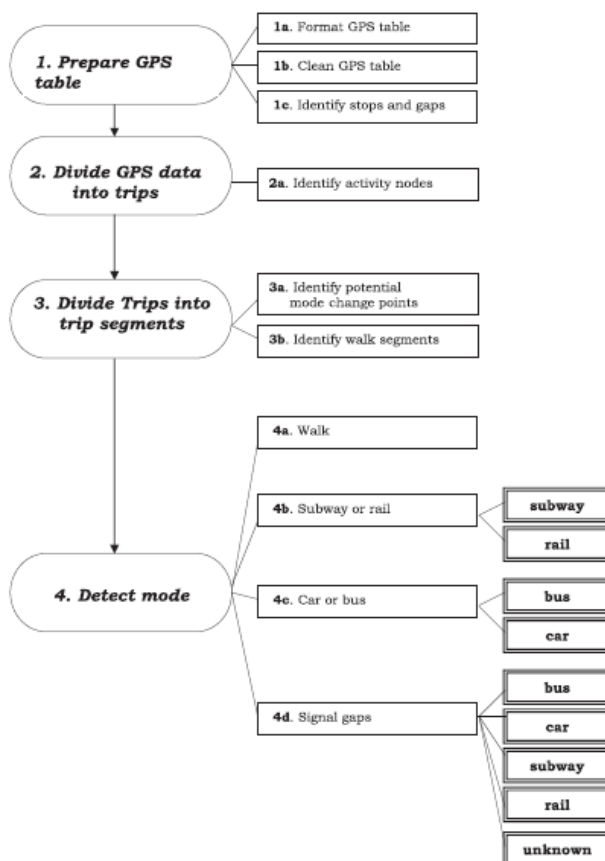 1. Prepare GPS
table
1a. Format GPS table
1b. Clean GPS table
1c. Identify stops and gaps
2. Divide GPS data
into trips
2a. Identify activity nodes
3. Divide Trips into
trip segments
3a. Identify potential
mode change points
3b. Identify walk segments
4. Detect mode
4a. Walk
4b. Subway or rail
subway
rail
4c. Car or bus
bus
car
4d. Signal gaps
bus
car
subway
rail
unknown